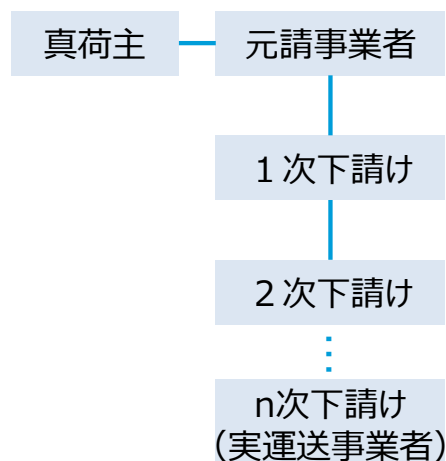 真荷主
元請事業者
１次下請け
２次下請け
n次下請け
（実運送事業者）